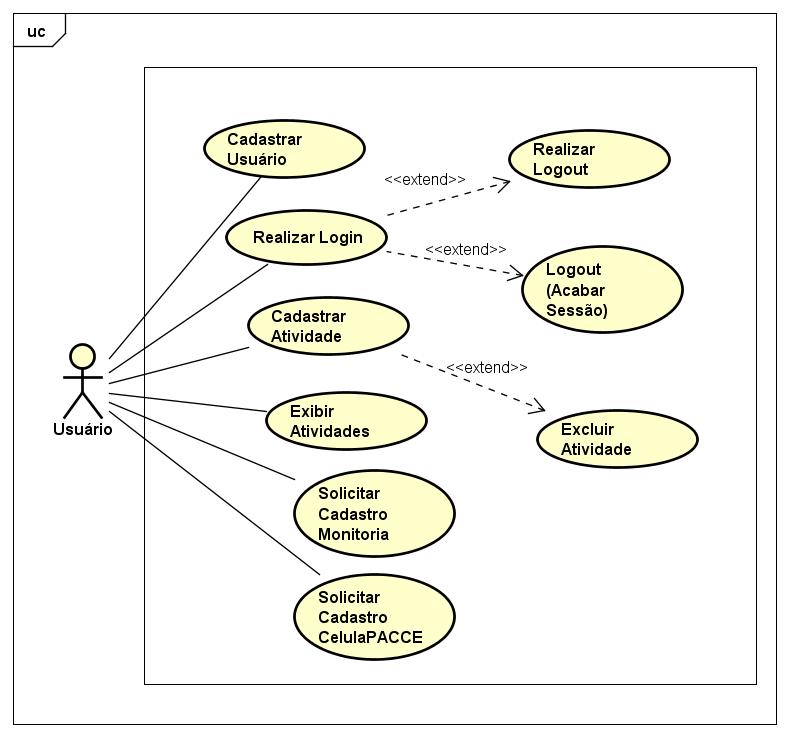 uc
Cadastrar
Usuário
Realizar
Logout
<<extend>>
Realizar Login
<<extend>>
Logout
(Acabar
Sessão)
Cadastrar
Atividade
<<extend>>
Usuário
Exibir
Atividades
Excluir
Atividade
Solicitar
Cadastro
Monitoria
Solicitar
Cadastro
CelulaPACCE